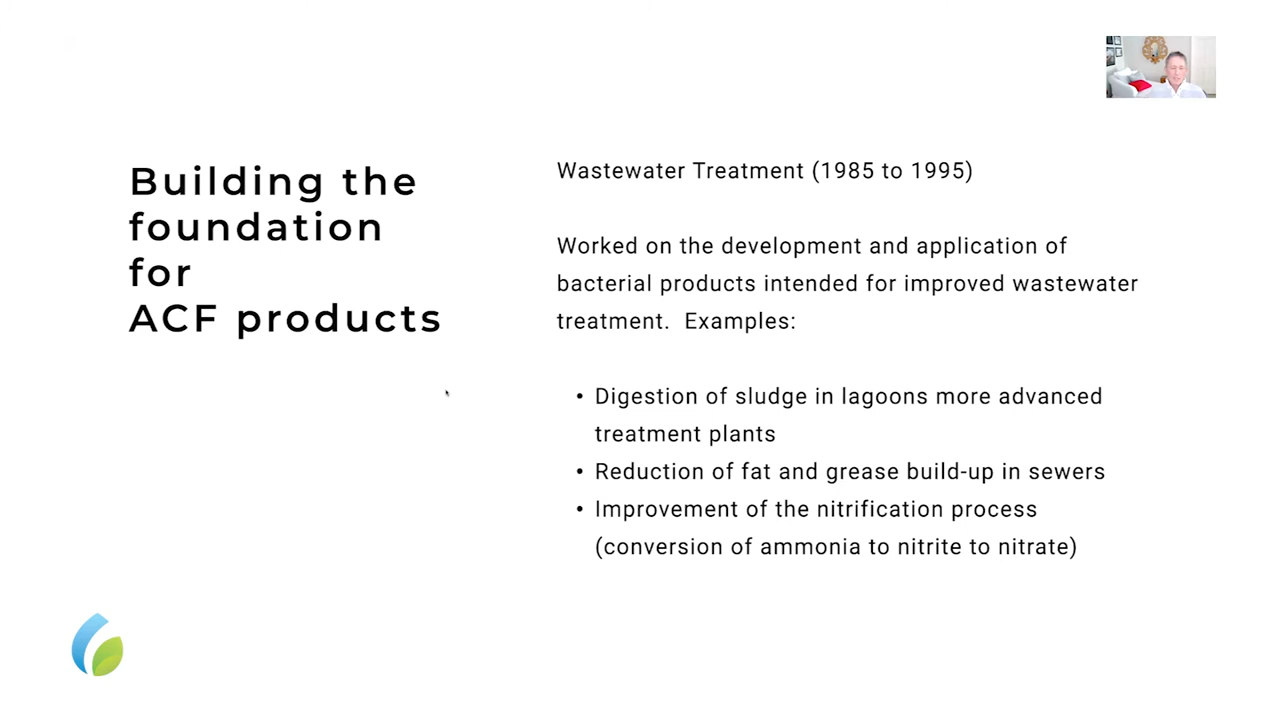 Building the
foundation
for
ACF products
Wastewater Treatment (1985 to 1995)
Worked on the development and application of
bacterial products intended for improved wastewater
treatment.  Examples:
• Digestion of sludge in lagoons more advanced
treatment plants
• Reduction of fat and grease build-up in sewers
• Improvement of the nitrification process
(conversion of ammonia to nitrite to nitrate)